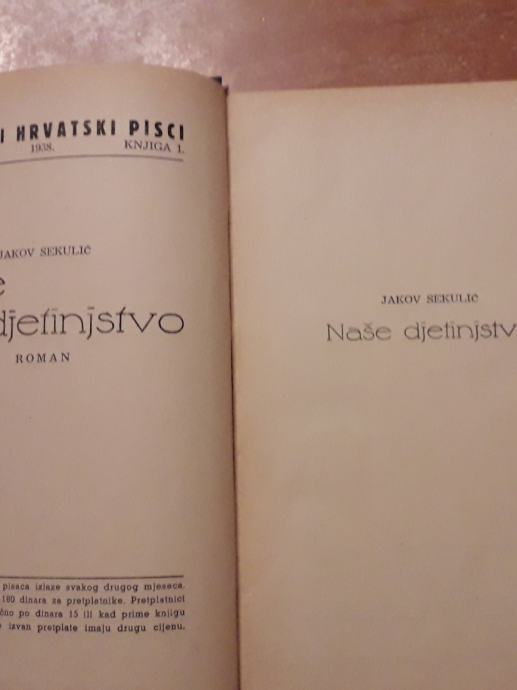 I HRVATSKI PISCI
1938. KNJIGA 1.
JAKOV SEKULIĆ
e
djetinjstvo
ROMAN
pisaca izlaze svakog drugog mjeseca.
180 dinara za pretplatnike. Pretplatnici
čno po dinara 15 ili kad prime knjigu
izvan pretplate imaju drugu cijenu.
JAKOV SEKULIĆ
Naše djetinjstv